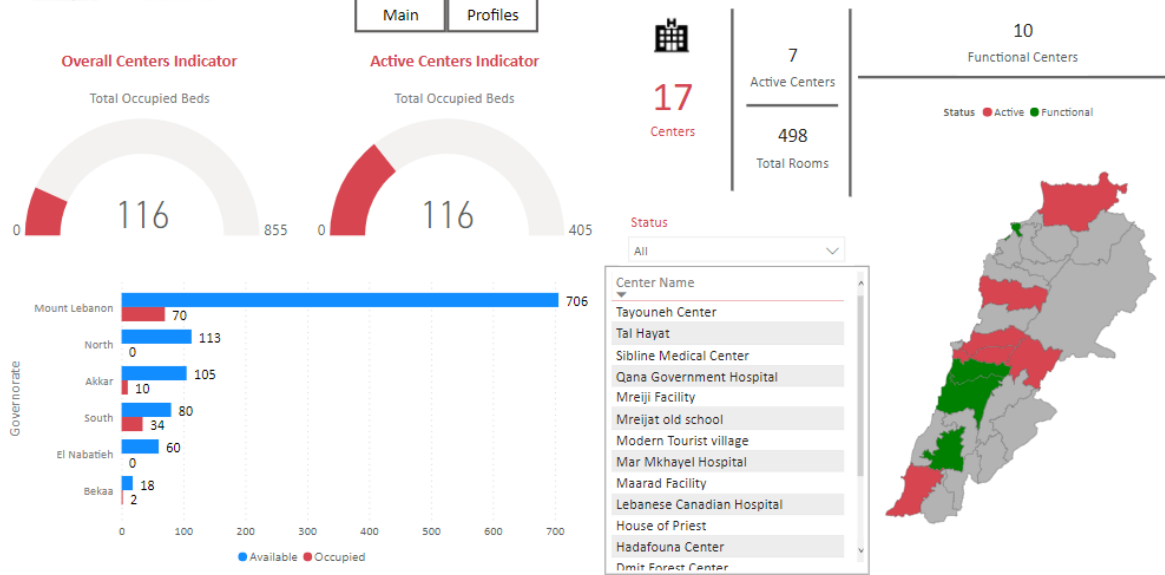 Main
Profiles
Overall Centers Indicator
Total Occupied Beds
116
0
855
Active Centers Indicator
Total Occupied Beds
116
0
405
17
Centers
7
Active Centers
498
Total Rooms
10
Functional Centers
Status Active Functional
Governorate
Mount Lebanon
706
70
North
113
0
Akkar
105
10
South
80
34
El Nabatieh
60
0
Bekaa
18
2
0 100 200 300 400 500 600 700
Available Occupied
Status
All
Center Name
Tayouneh Center
Tal Hayat
Sibline Medical Center
Qana Government Hospital
Mreiji Facility
Mreijat old school
Modern Tourist village
Mar Mkhayel Hospital
Maarad Facility
Lebanese Canadian Hospital
House of Priest
Hadafouna Center
Dmit Forest Center